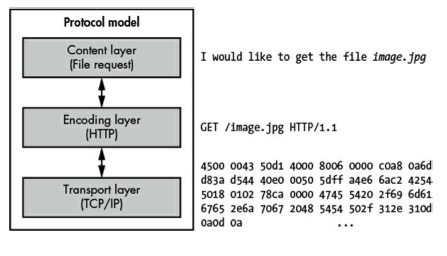 Protocol model
Content layer
(File request)
I would like to get the file image.jpg
Encoding layer
(HTTP)
GET /image.jpg HTTP/1.1
Transport layer
(TCP/IP)
4500 0043 50d1 4000 8006 0000 c0a8 0a6d
d83a d544 40e0 0050 5dff a4e6 6ac2 4254
5018 0102 78ca 0000 4745 5420 2f69 6d61
6765 2e6a 7067 2048 5454 502f 312e 310d
0a0d 0a ...